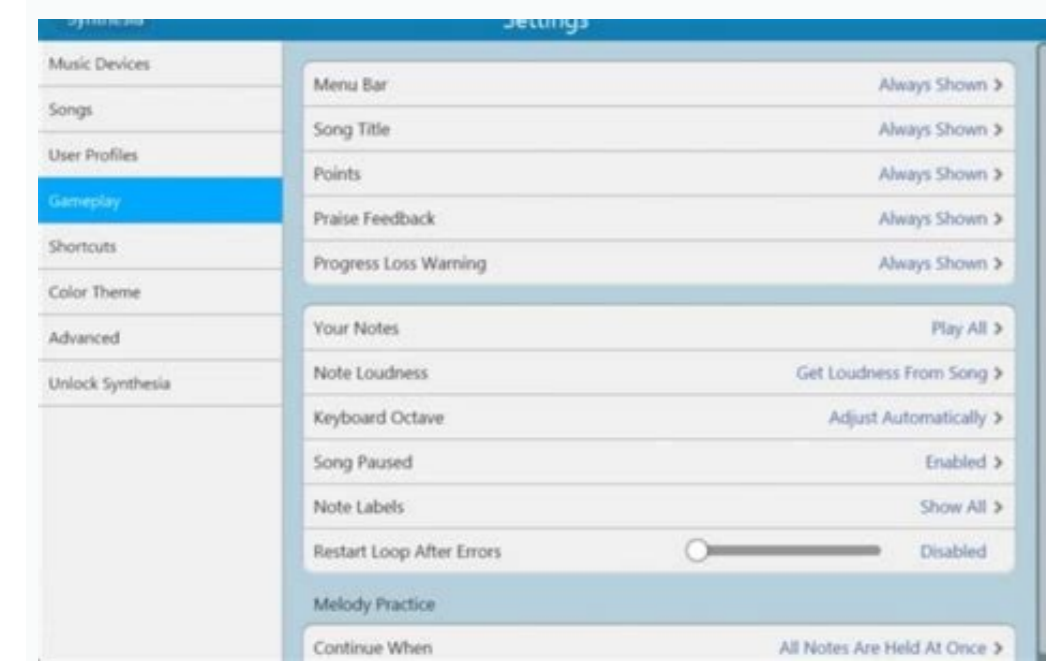 Synthesia
Settings
Music Devices
Songs
User Profiles
Gameplay
Shortcuts
Color Theme
Advanced
Unlock Synthesia
Menu Bar Always Shown >
Song Title Always Shown >
Points Always Shown >
Praise Feedback Always Shown >
Progress Loss Warning Always Shown >
Your Notes Play All >
Note Loudness Get Loudness From Song >
Keyboard Octave Adjust Automatically >
Song Paused Enabled >
Note Labels Show All >
Restart Loop After Errors Disabled
Melody Practice
Continue When All Notes Are Held At Once >